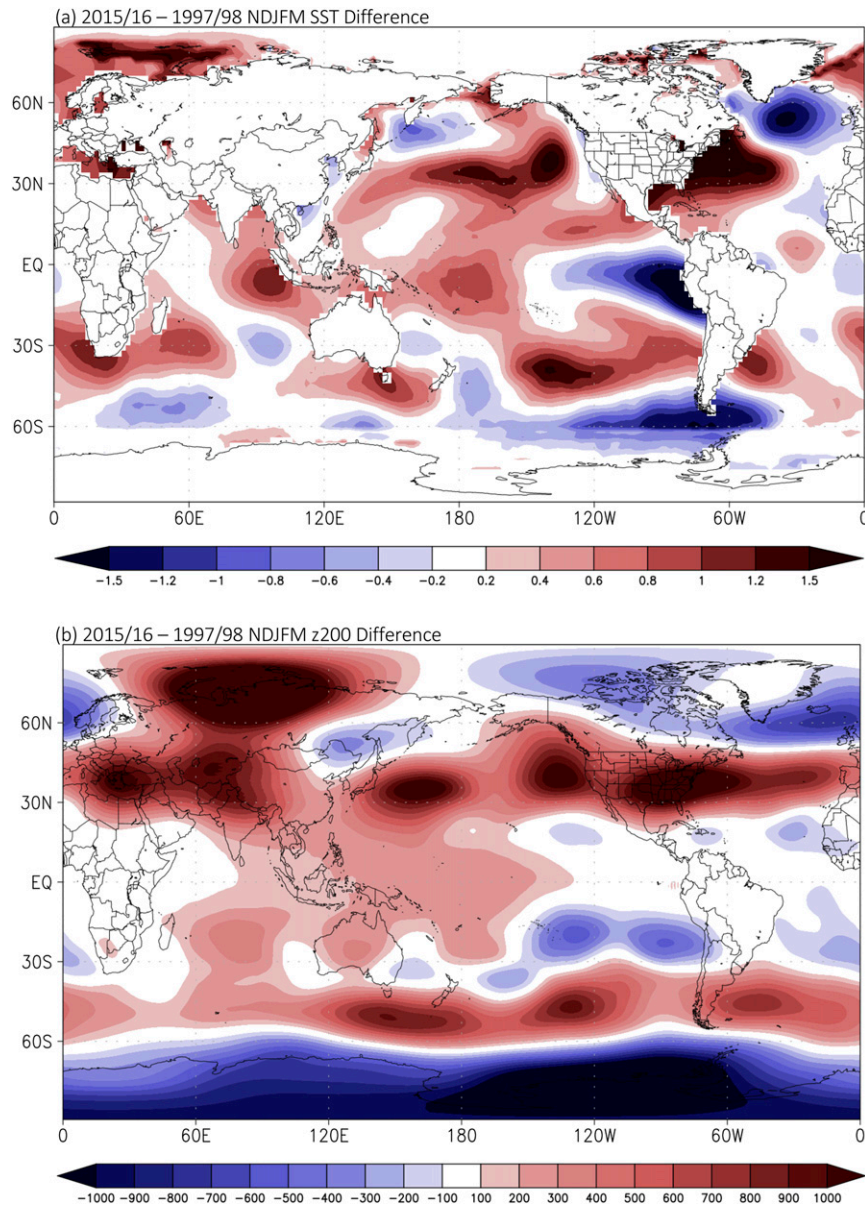 (a) 2015/16 – 1997/98 NDJFM SST Difference
60N
30N
EQ
30S
60S
0 60E 120E 180 120W 60W 0
−1.5 −1.2 −1 −0.8 −0.6 −0.4 −0.2 0.2 0.4 0.6 0.8 1 1.2 1.5
(b) 2015/16 – 1997/98 NDJFM z200 Difference
60N
30N
EQ
30S
60S
0 60E 120E 180 120W 60W 0
−1000 −900 −800 −700 −600 −500 −400 −300 −200 −100 100 200 300 400 500 600 700 800 900 1000